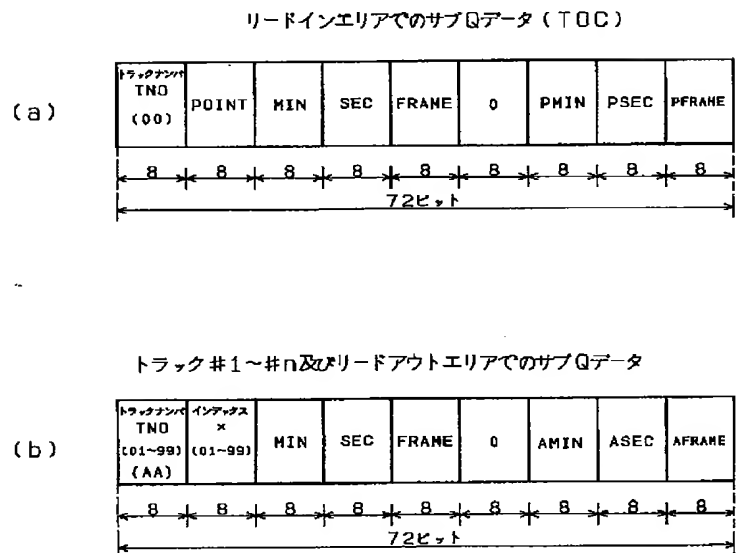 リードインエリアでのサブQデータ(TOC)
(a)
トラックナンバ TNO (00)
POINT
MIN
SEC
FRAME
0
PMIN
PSEC
PFRAME
8 8 8 8 8 8 8 8 8
72ビット
トラック#1~#n及びリードアウトエリアでのサブQデータ
(b)
トラックナンバ TNO (01~99) (AA)
インデックス × (01~99)
MIN
SEC
FRAME
0
AMIN
ASEC
AFRAME
8 8 8 8 8 8 8 8 8
72ビット